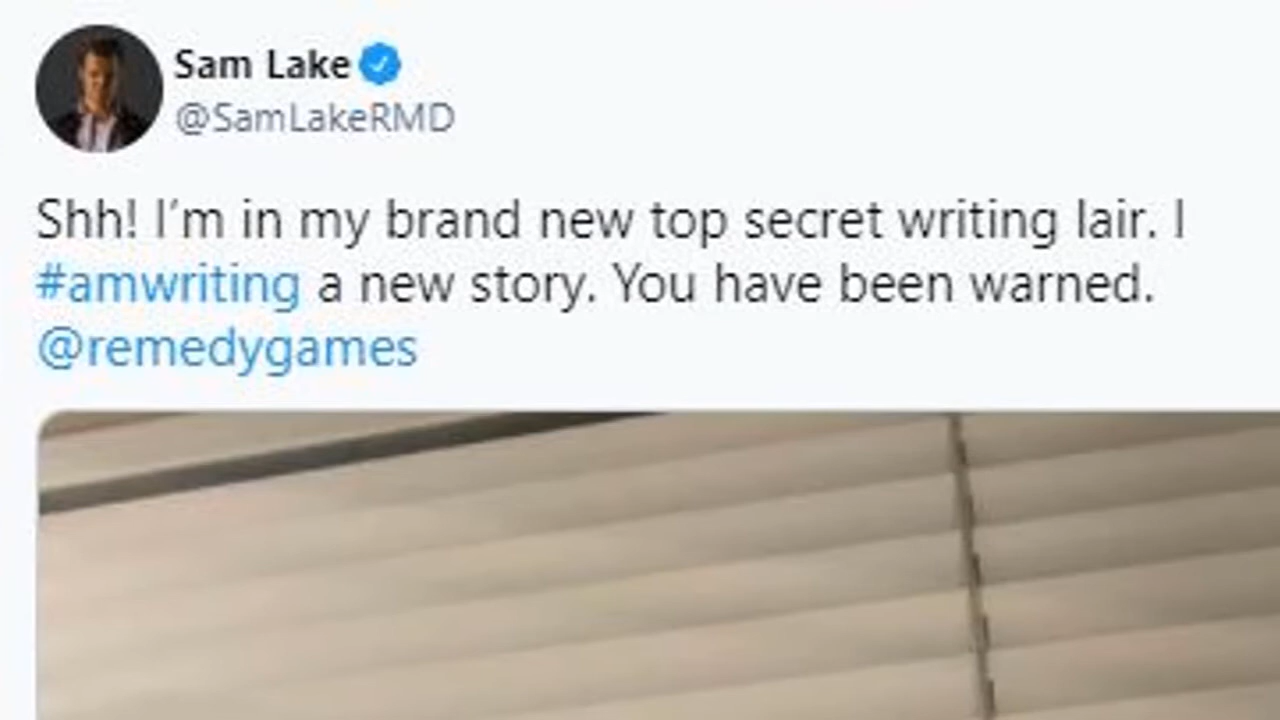 Sam Lake
@SamLakeRMD
Shh! I´m in my brand new top secret writing lair. I
#amwriting a new story. You have been warned.
@remedygames